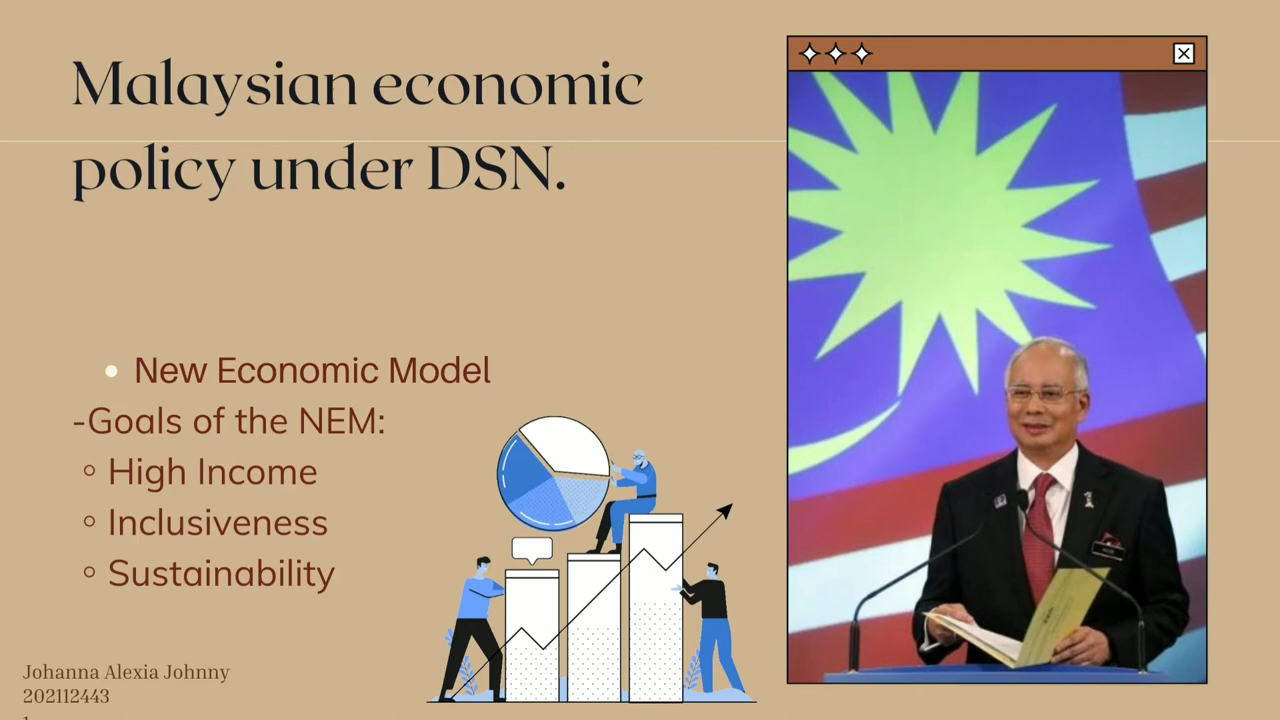 Malaysian economic
policy under DSN.
New Economic Model
-Goals of the NEM:
High Income
Inclusiveness
Sustainability
Johanna Alexia Johnny
202112443